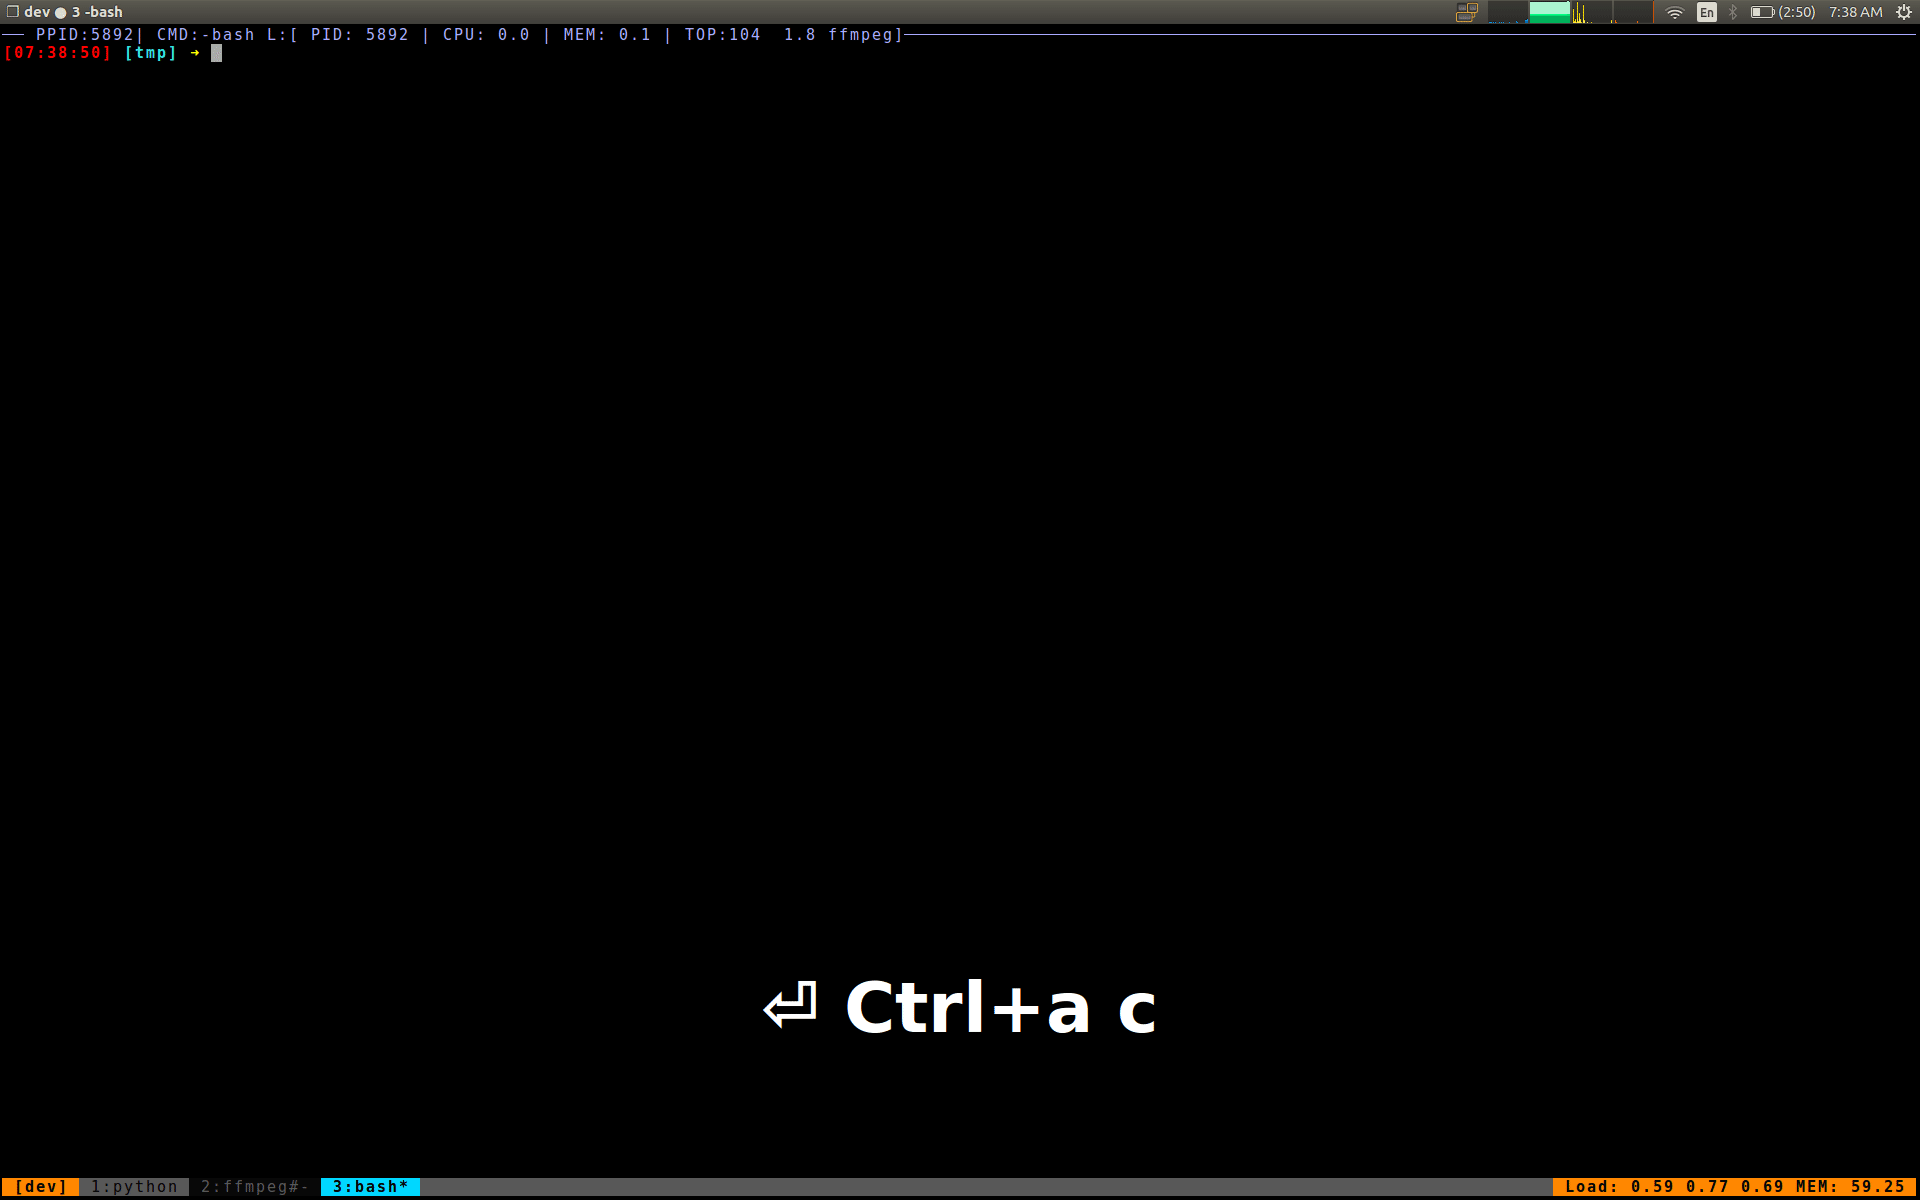 ❐ dev ● 3 -bash En (2:50) 7:38 AM
PPID:5892| CMD:-bash L:[ PID: 5892 | CPU: 0.0 | MEM: 0.1 | TOP:104  1.8 ffmpeg]
[07:38:50] [tmp] ➜
⏎ Ctrl+a c
[dev] 1:python 2:ffmpeg#- 3:bash* Load: 0.59 0.77 0.69 MEM: 59.25